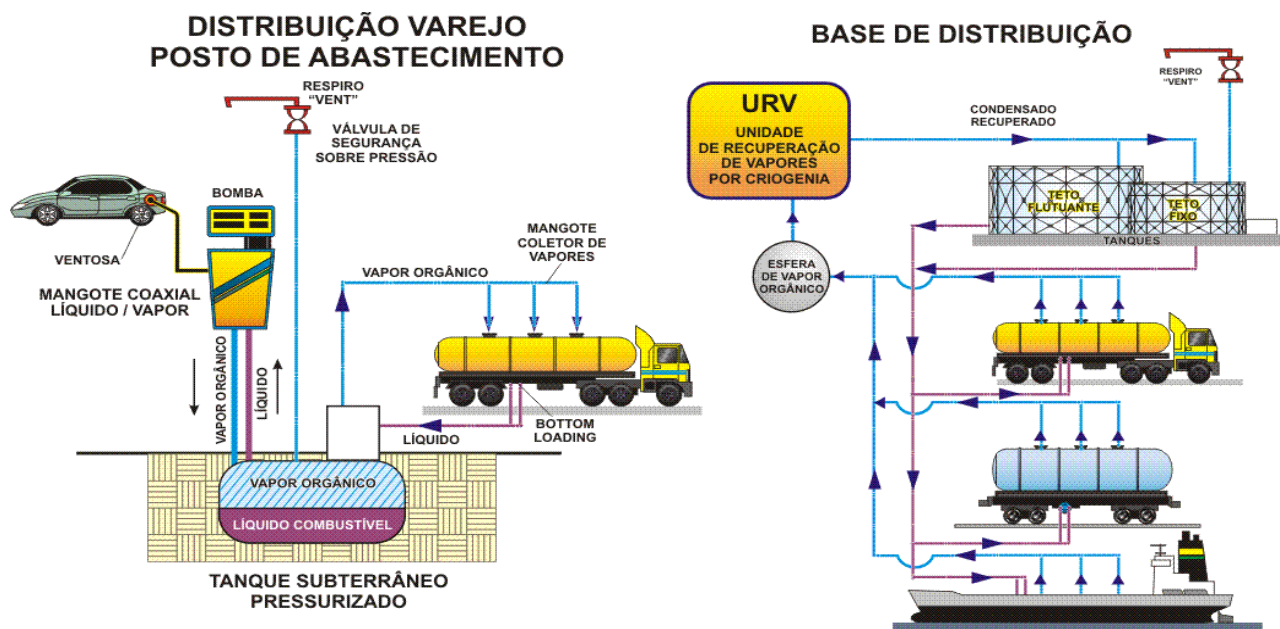 DISTRIBUIÇÃO VAREJO
POSTO DE ABASTECIMENTO
RESPIRO
“VENT”
VÁLVULA DE
SEGURANÇA
SOBRE PRESSÃO
BOMBA
VENTOSA
MANGOTE COAXIAL
LÍQUIDO / VAPOR
VAPOR ORGÂNICO
LÍQUIDO
VAPOR ORGÂNICO
MANGOTE
COLETOR DE
VAPORES
BOTTOM
LOADING
LÍQUIDO
VAPOR ORGÂNICO
LÍQUIDO COMBUSTÍVEL
TANQUE SUBTERRÂNEO
PRESSURIZADO
BASE DE DISTRIBUIÇÃO
RESPIRO
“VENT”
URV
UNIDADE
DE RECUPERAÇÃO
DE VAPORES
POR CRIOGENIA
CONDENSADO
RECUPERADO
TETO
FLUTUANTE
TETO
FIXO
TANQUES
ESFERA
DE VAPOR
ORGÂNICO